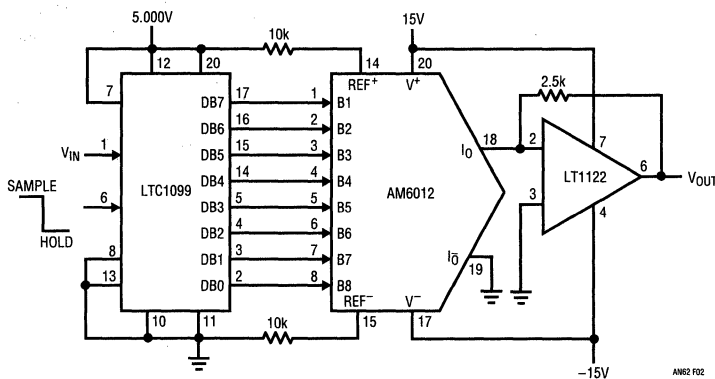 5.000V
15V
10k
12
20
14
20
7
REF+
V+
2.5k
DB7
17
1
B1
DB6
16
2
B2
VIN
1
DB5
15
3
B3
IO
18
2
7
DB4
14
4
B4
LT1122
6
VOUT
SAMPLE
LTC1099
AM6012
6
DB3
5
5
B5
3
4
HOLD
DB2
4
6
B6
8
DB1
3
7
B7
IO
19
13
DB0
2
8
B8
REF−
V−
10
11
10k
15
17
−15V
AN62 F02